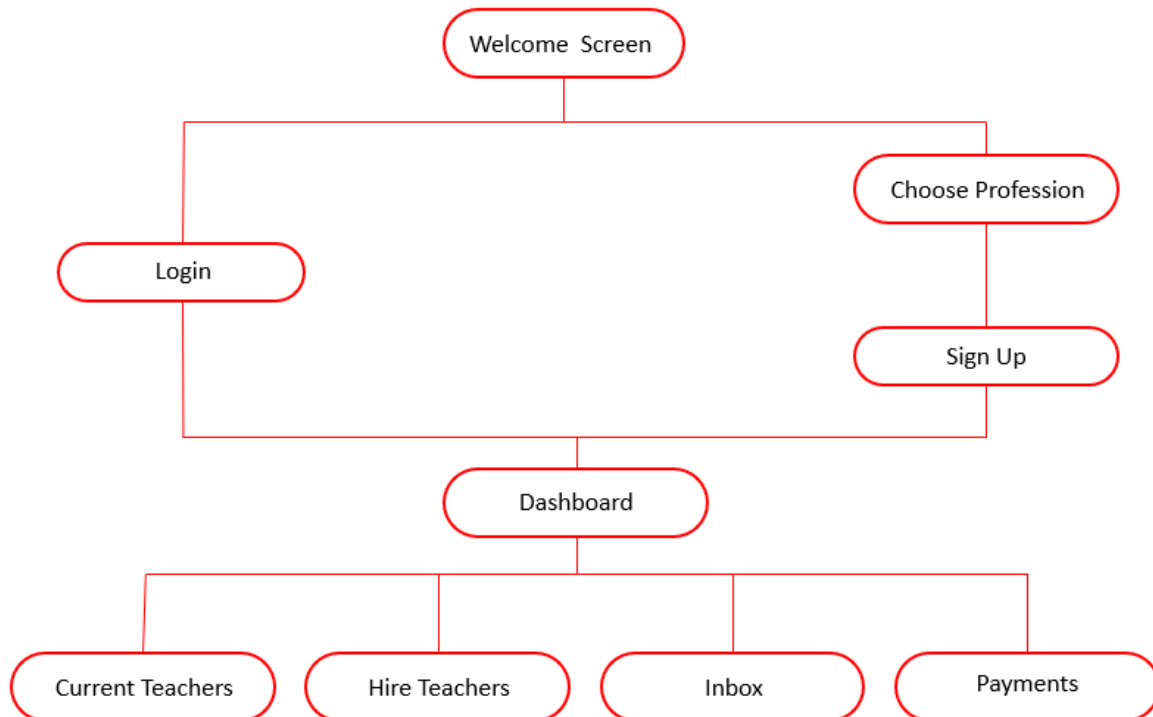 Welcome Screen
Choose Profession
Login
Sign Up
Dashboard
Current Teachers
Hire Teachers
Inbox
Payments